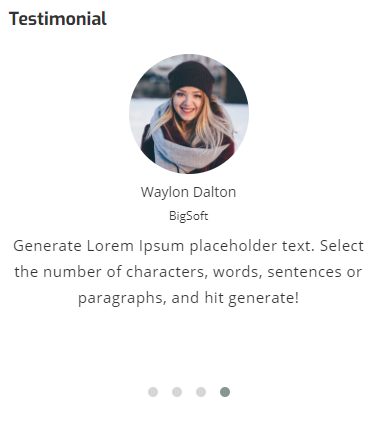 Testimonial
Waylon Dalton
BigSoft
Generate Lorem Ipsum placeholder text. Select
the number of characters, words, sentences or
paragraphs, and hit generate!